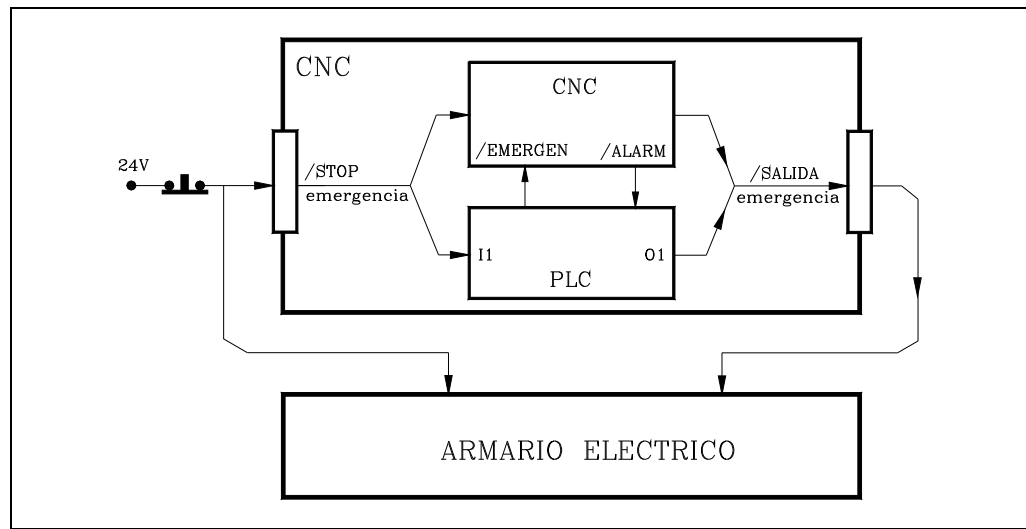 CNC
CNC
/EMERGEN /ALARM
24V
/STOP
emergencia
/SALIDA
emergencia
I1 O1
PLC
ARMARIO ELECTRICO